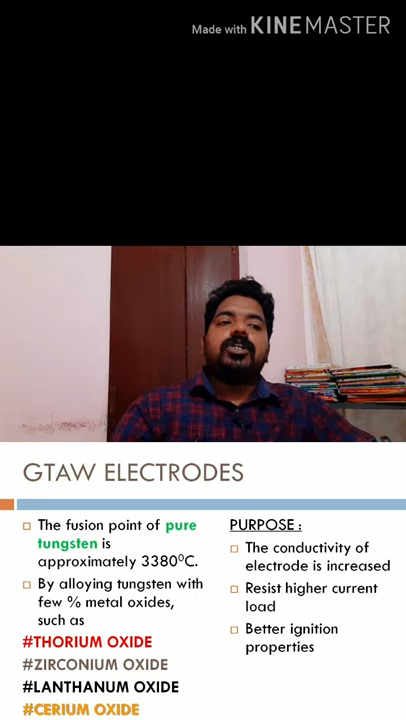 Made with KINEMASTER
GTAW ELECTRODES
The fusion point of pure
tungsten is
approximately 3380⁰C.
By alloying tungsten with
few % metal oxides,
such as
#THORIUM OXIDE
#ZIRCONIUM OXIDE
#LANTHANUM OXIDE
#CERIUM OXIDE
PURPOSE :
The conductivity of
electrode is increased
Resist higher current
load
Better ignition
properties